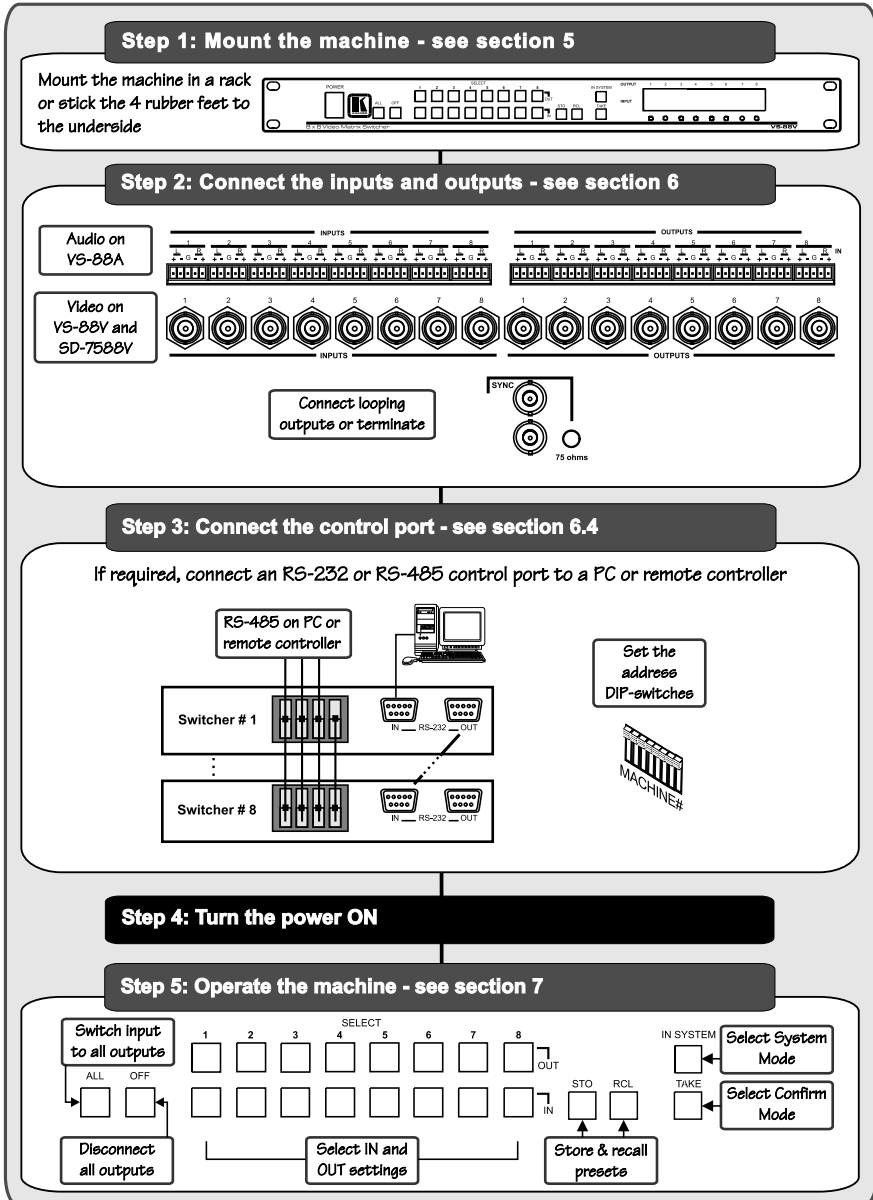 Step 1: Mount the machine - see section 5
Mount the machine in a rack
or stick the 4 rubber feet to
the underside
POWER
K
ALL
OFF
SELECT
1 2 3 4 5 6 7 8
OUT
IN
STO
RCL
IN SYSTEM
TAKE
OUTPUT
1 2 3 4 5 6 7 8
INPUT
8 x 8 Video Matrix Switcher
VS-88V
Step 2: Connect the inputs and outputs - see section 6
Audio on
VS-88A
INPUTS
1 2 3 4 5 6 7 8
L R L R L R L R L R L R L R L R
+ - G - + + - G - + + - G - + + - G - + + - G - + + - G - + + - G - + + - G - +
OUTPUTS
1 2 3 4 5 6 7 8
L R L R L R L R L R L R L R L R
+ - G - + + - G - + + - G - + + - G - + + - G - + + - G - + + - G - + + - G - +
IN
Video on
VS-88V and
SD-7588V
1 2 3 4 5 6 7 8 1 2 3 4 5 6 7 8
INPUTS
OUTPUTS
Connect looping
outputs or terminate
SYNC
75 ohms
Step 3: Connect the control port - see section 6.4
If required, connect an RS-232 or RS-485 control port to a PC or remote controller
RS-485 on PC or
remote controller
Set the
address
DIP-switches
Switcher # 1
IN RS-232 OUT
Switcher # 8
IN RS-232 OUT
MACHINE#
Step 4: Turn the power ON
Step 5: Operate the machine - see section 7
Switch input
to all outputs
ALL
OFF
Disconnect
all outputs
SELECT
1 2 3 4 5 6 7 8
OUT
IN
Select IN and
OUT settings
STO
RCL
Store & recall
presets
IN SYSTEM
Select System
Mode
TAKE
Select Confirm
Mode